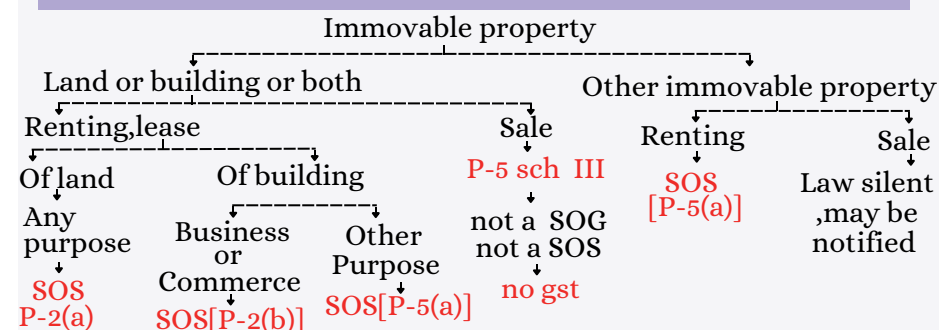 Immovable property
Land or building or both
Other immovable property
Renting,lease
Sale
Renting
Sale
Of land
Of building
P-5 sch III
SOS
[P-5(a)]
Law silent
,may be
notified
Any
purpose
Business
or
Commerce
Other
Purpose
not a SOG
not a SOS
SOS
P-2(a)
SOS[P-2(b)]
SOS[P-5(a)]
no gst